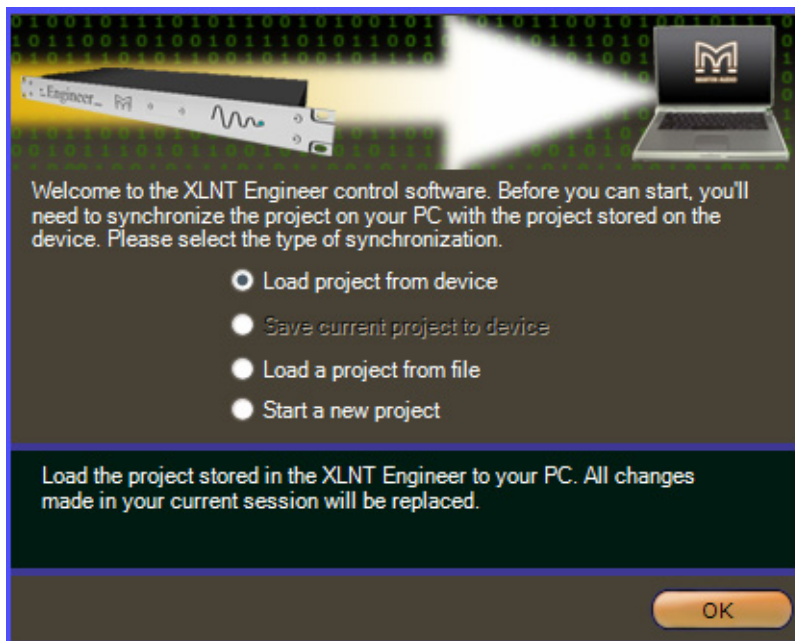 :.:Engineer_
MARTIN AUDIO
Welcome to the XLNT Engineer control software. Before you can start, you'll
need to synchronize the project on your PC with the project stored on the
device. Please select the type of synchronization.
Load project from device
Save current project to device
Load a project from file
Start a new project
Load the project stored in the XLNT Engineer to your PC. All changes
made in your current session will be replaced.
OK